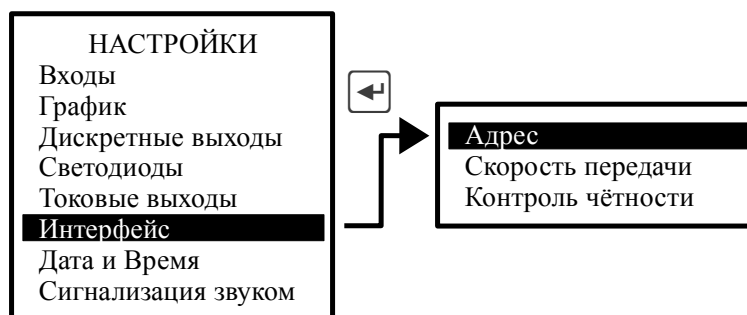 НАСТРОЙКИ
Входы
График
Дискретные выходы
Светодиоды
Токовые выходы
Интерфейс
Дата и Время
Сигнализация звуком
Адрес
Скорость передачи
Контроль чётности